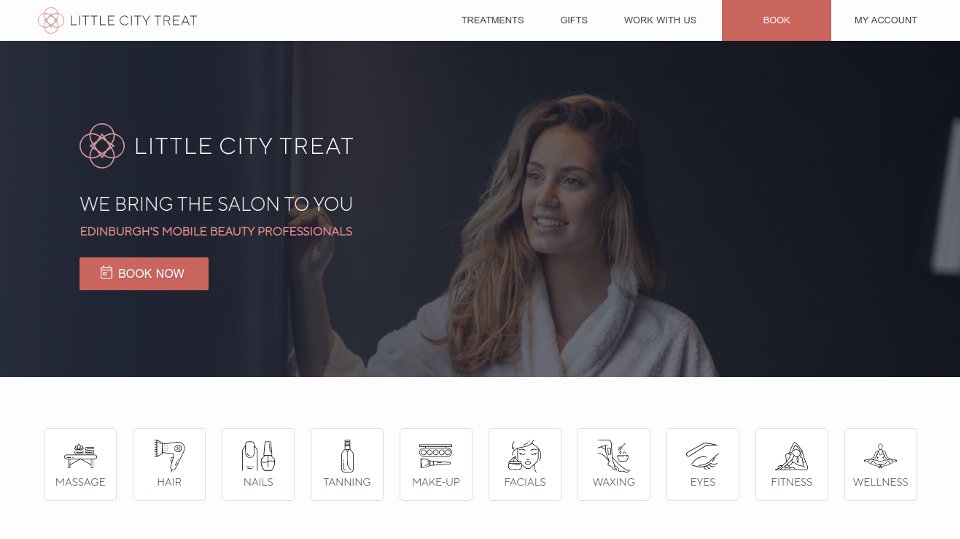 LITTLE CITY TREAT
TREATMENTS
GIFTS
WORK WITH US
BOOK
MY ACCOUNT
LITTLE CITY TREAT
WE BRING THE SALON TO YOU
EDINBURGH'S MOBILE BEAUTY PROFESSIONALS
BOOK NOW
MASSAGE
HAIR
NAILS
TANNING
MAKE-UP
FACIALS
WAXING
EYES
FITNESS
WELLNESS